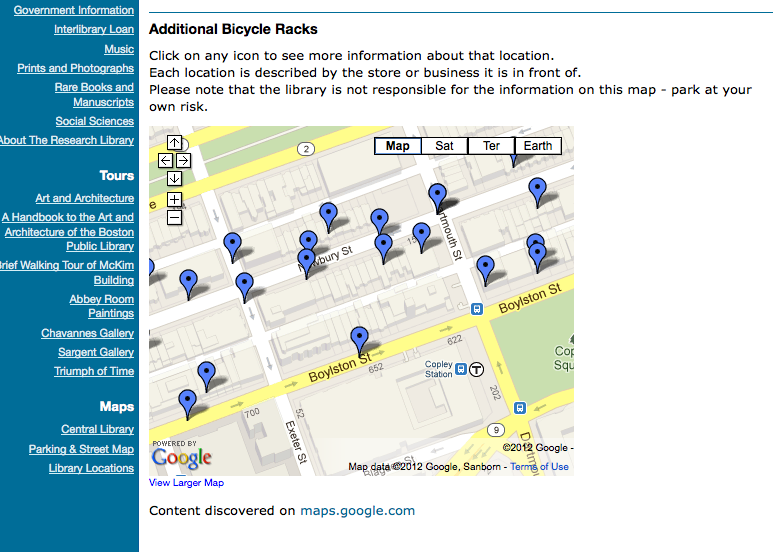 Government Information
Interlibrary Loan
Music
Prints and Photographs
Rare Books and
Manuscripts
Social Sciences
About The Research Library
Tours
Art and Architecture
A Handbook to the Art and
Architecture of the Boston
Public Library
Brief Walking Tour of McKim
Building
Abbey Room
Paintings
Chavannes Gallery
Sargent Gallery
Triumph of Time
Maps
Central Library
Parking & Street Map
Library Locations
Additional Bicycle Racks
Click on any icon to see more information about that location.
Each location is described by the store or business it is in front of.
Please note that the library is not responsible for the information on this map - park at your
own risk.
Map Sat Ter Earth
2
Boylston St
622
Copley
Station
T
Boylston St
652
202
700
52
Exeter St
9
POWERED BY
Google
©2012 Google -
Map data ©2012 Google, Sanborn - Terms of Use
View Larger Map
Content discovered on maps.google.com